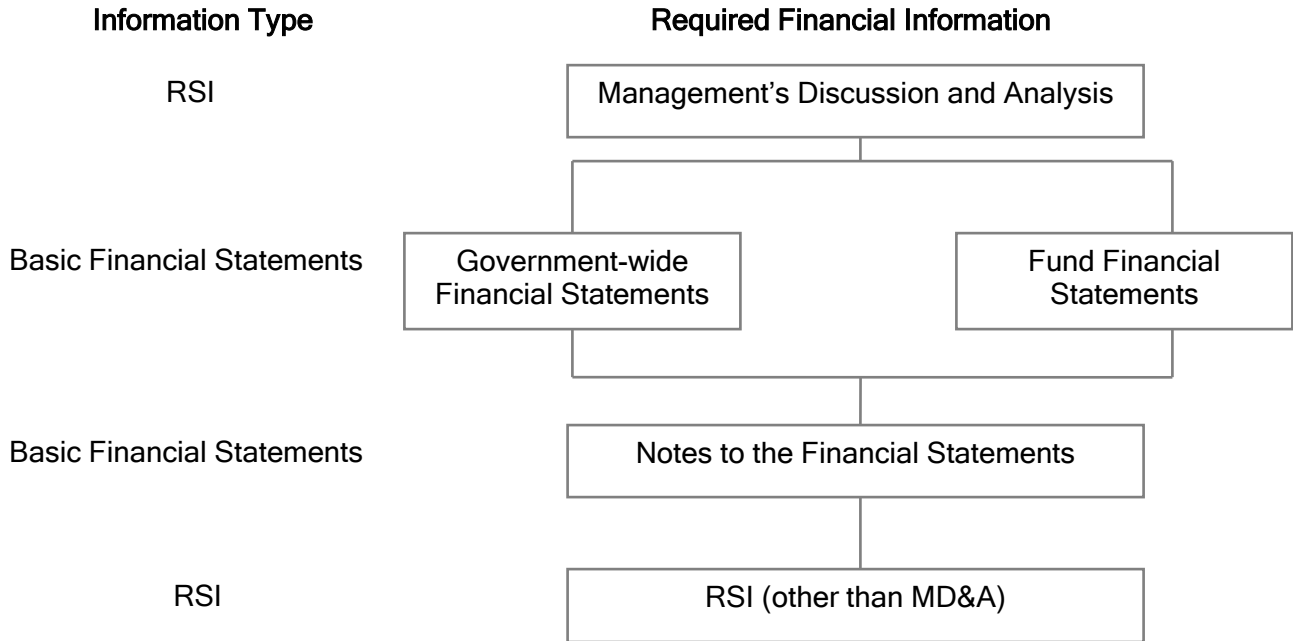 Information Type
Required Financial Information
RSI
Management’s Discussion and Analysis
Basic Financial Statements
Government-wide
Financial Statements
Fund Financial
Statements
Basic Financial Statements
Notes to the Financial Statements
RSI
RSI (other than MD&A)